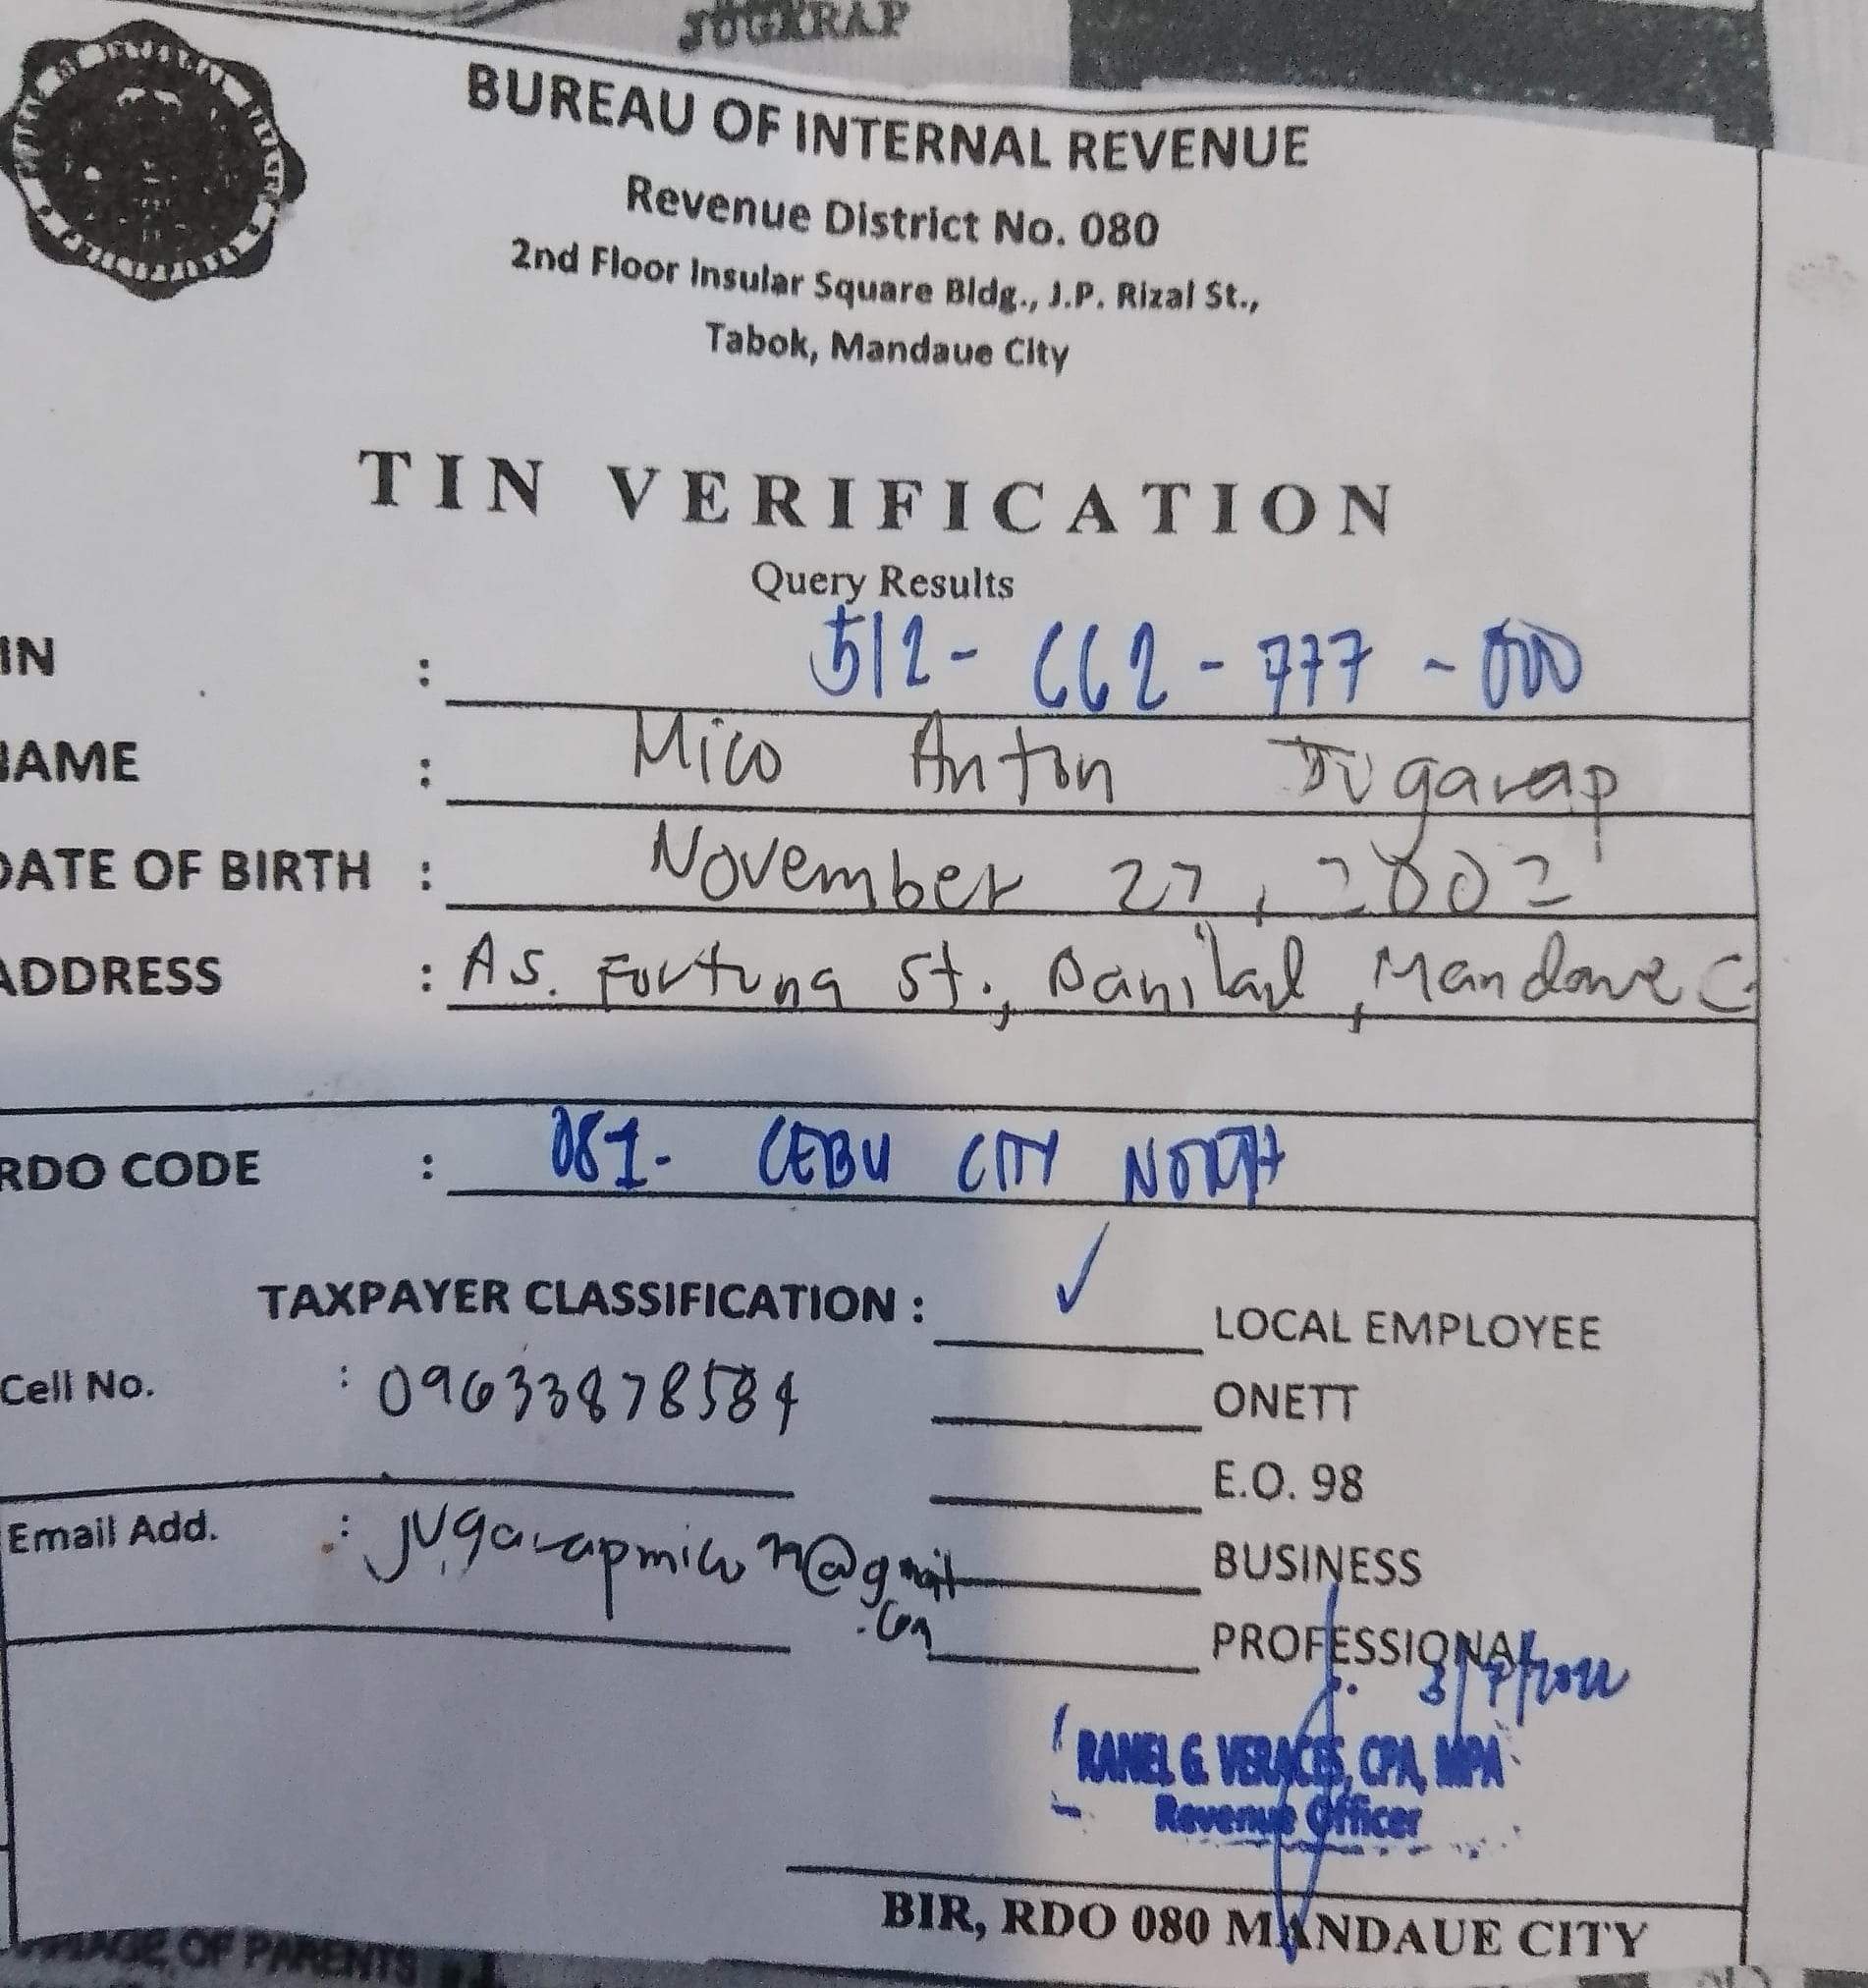 JUGARAP
BUREAU OF INTERNAL REVENUE
Revenue District No. 080
2nd Floor Insular Square Bldg., J.P. Rizal St.,
Tabok, Mandaue City
TIN VERIFICATION
Query Results
IN : 512-662-777-000
NAME : Mico Anton Jugarap
DATE OF BIRTH : November 27, 2002
ADDRESS : A.S. Fortuna St., Banilad, Mandaue C
RDO CODE : 081- CEBU CITY NORTH
TAXPAYER CLASSIFICATION : ✓ LOCAL EMPLOYEE
Cell No. : 09633878584 ONETT
E.O. 98
Email Add. : jugarapmico @gmail.com BUSINESS
PROFESSIONAL
3/7/2022
RANEL G. VERACES, CPA, MPA
Revenue Officer
BIR, RDO 080 MANDAUE CITY
OF PARENTS